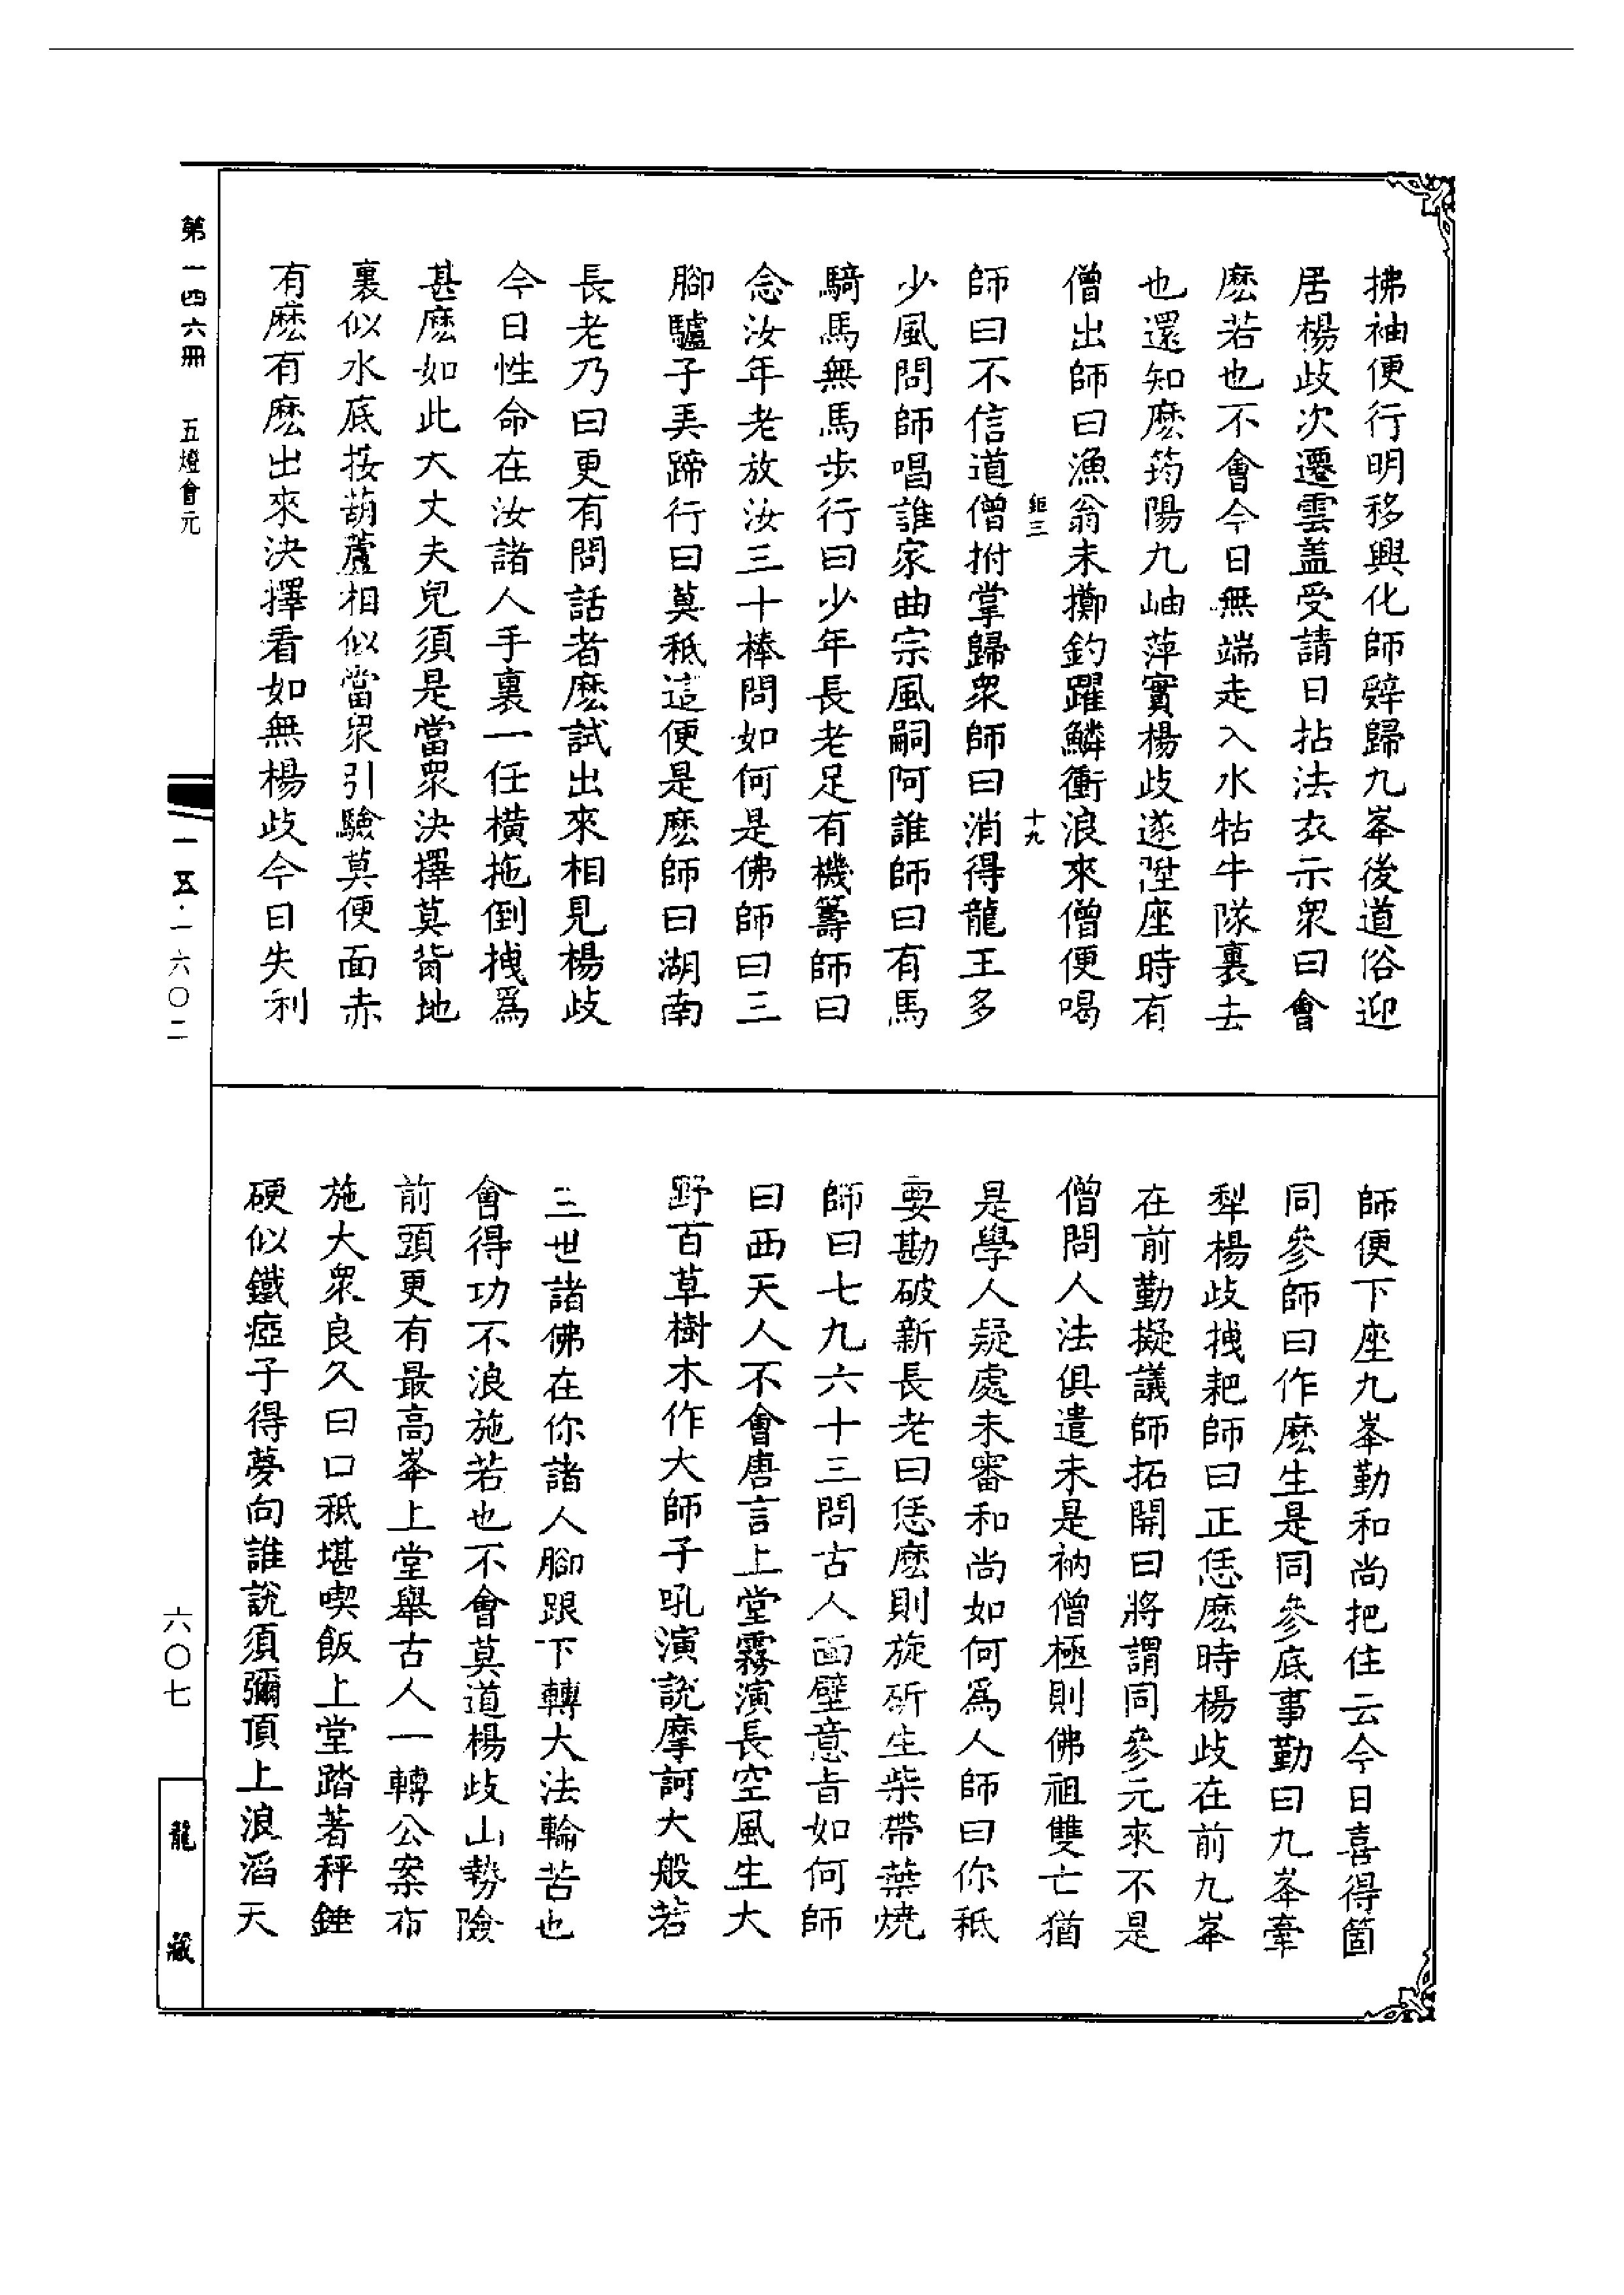 拂袖便行明移興化師辭歸九峯後道俗迎
居楊歧次遷雲盖受請日拈法衣示衆曰會
麽若也不會今日無端走入水牯牛隊裏去
也還知麽筠陽九岫萍實楊歧遂陞座時有
僧出師曰漁翁未擲釣躍鱗衝浪來僧便喝
鉅三 十九
師曰不信道僧拊掌歸衆師曰消得龍王多
少風問師唱誰家曲宗風嗣阿誰師曰有馬
騎馬無馬步行曰少年長老足有機籌師曰
念汝年老放汝三十棒問如何是佛師曰三
腳驢子弄蹄行曰莫秪這便是麽師曰湖南
長老乃曰更有問話者麽試出來相見楊歧
今日性命在汝諸人手裏一任橫拖倒拽爲
甚麽如此大丈夫兒須是當衆決擇莫背地
裏似水底按葫蘆相似當衆引驗莫便面赤
有麽有麽出來決擇看如無楊歧今日失利
師便下座九峯勤和尚把住云今日喜得箇
同參師曰作麽生是同參底事勤曰九峯牽
犁楊歧拽耙師曰正恁麽時楊歧在前九峯
在前勤擬議師拓開曰將謂同參元來不是
僧問人法俱遣未是衲僧極則佛祖雙亡猶
是學人疑處未審和尚如何爲人師曰你秪
要勘破新長老曰恁麽則旋斫生柴帶葉燒
師曰七九六十三問古人面壁意旨如何師
曰西天人不會唐言上堂霧演長空風生大
野百草樹木作大師子吼演說摩訶大般若
三世諸佛在你諸人腳跟下轉大法輪若也
會得功不浪施若也不會莫道楊歧山勢險
前頭更有最高峯上堂舉古人一轉公案布
施大衆良久曰口秪堪喫飯上堂踏著秤錘
硬似鐵瘂子得夢向誰說須彌頂上浪滔天
第一四六冊 五燈會元
一五·一六〇二
六〇七
龍藏